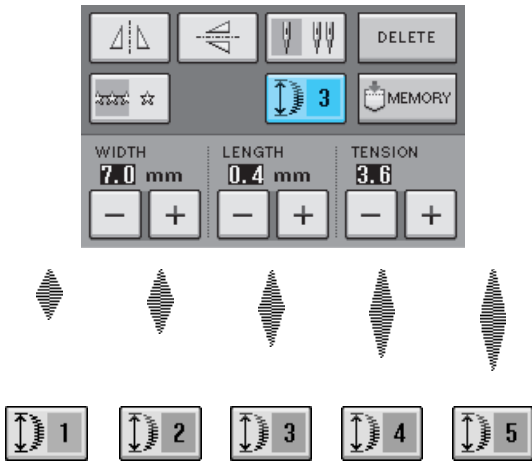 DELETE
3 MEMORY
WIDTH LENGTH TENSION
7.0 mm 0.4 mm 3.6
− + − + − +
1 2 3 4 5